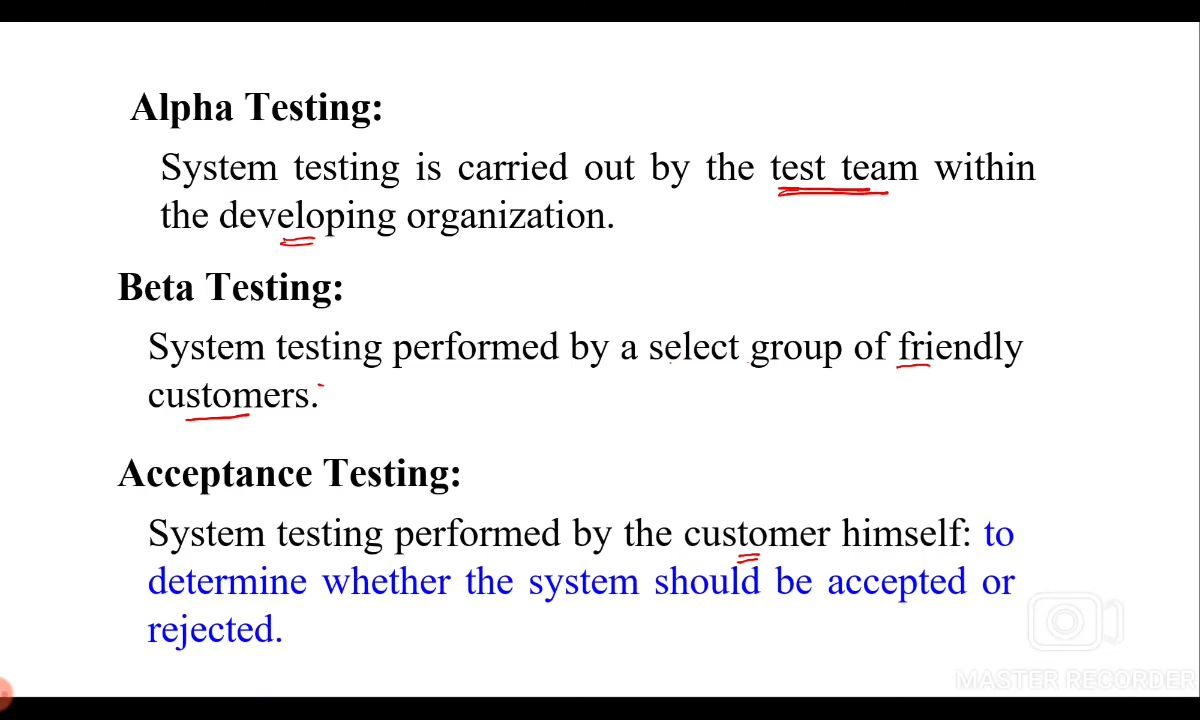 Alpha Testing:
System testing is carried out by the test team within
the developing organization.
Beta Testing:
System testing performed by a select group of friendly
customers.
Acceptance Testing:
System testing performed by the customer himself: to
determine whether the system should be accepted or
rejected.
MASTER RECORDER